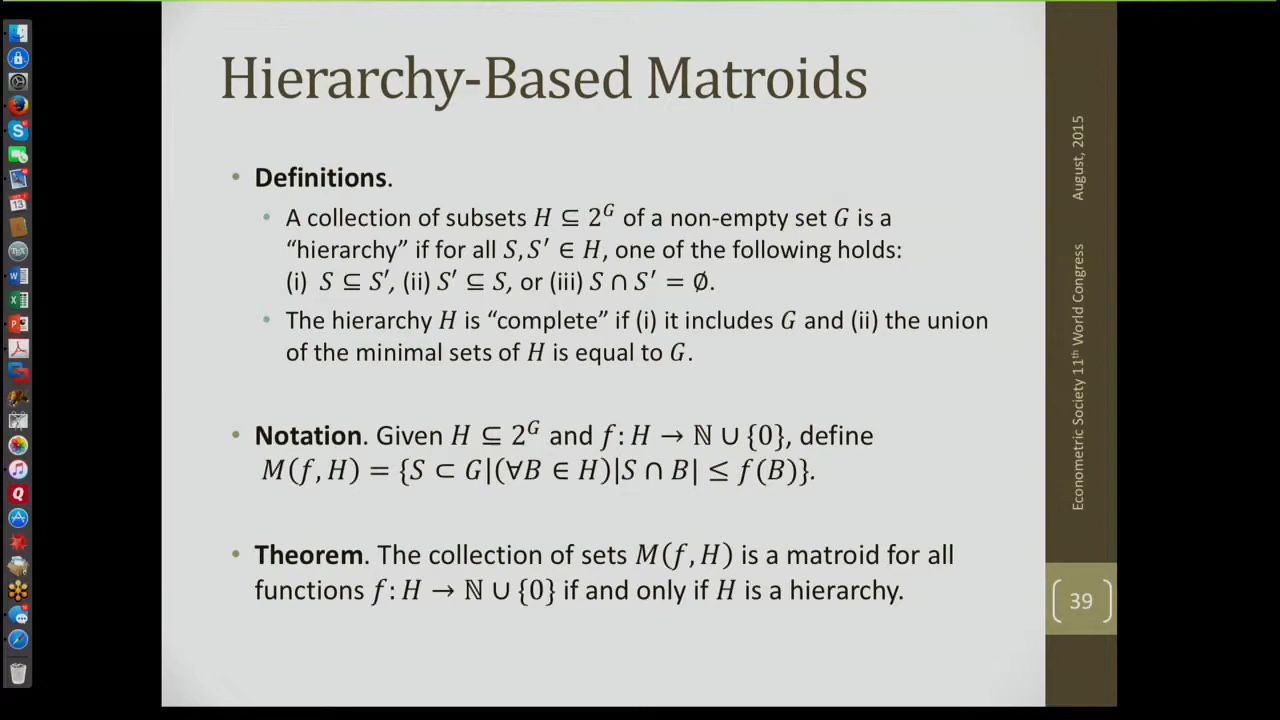 Hierarchy-Based Matroids
• Definitions.
• A collection of subsets 𝐻 ⊆ 2^𝐺 of a non-empty set 𝐺 is a
“hierarchy” if for all 𝑆, 𝑆′ ∈ 𝐻, one of the following holds:
(i) 𝑆 ⊆ 𝑆′, (ii) 𝑆′ ⊆ 𝑆, or (iii) 𝑆 ∩ 𝑆′ = ∅.
• The hierarchy 𝐻 is “complete” if (i) it includes 𝐺 and (ii) the union
of the minimal sets of 𝐻 is equal to 𝐺.
• Notation. Given 𝐻 ⊆ 2^𝐺 and 𝑓: 𝐻 → ℕ ∪ {0}, define
𝑀(𝑓, 𝐻) = {𝑆 ⊂ 𝐺|(∀𝐵 ∈ 𝐻)|𝑆 ∩ 𝐵| ≤ 𝑓(𝐵)}.
• Theorem. The collection of sets 𝑀(𝑓, 𝐻) is a matroid for all
functions 𝑓: 𝐻 → ℕ ∪ {0} if and only if 𝐻 is a hierarchy.
Econometric Society 11th World Congress August, 2015
39